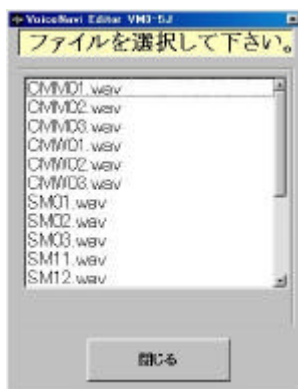 VoiceNavi Editor VM3-SJ
ファイルを選択して下さい。
CMM01.wav
CMM02.wav
CMM03.wav
CMW01.wav
CMW02.wav
CMW03.wav
SM01.wav
SM02.wav
SM03.wav
SM11.wav
SM12.wav
閉じる